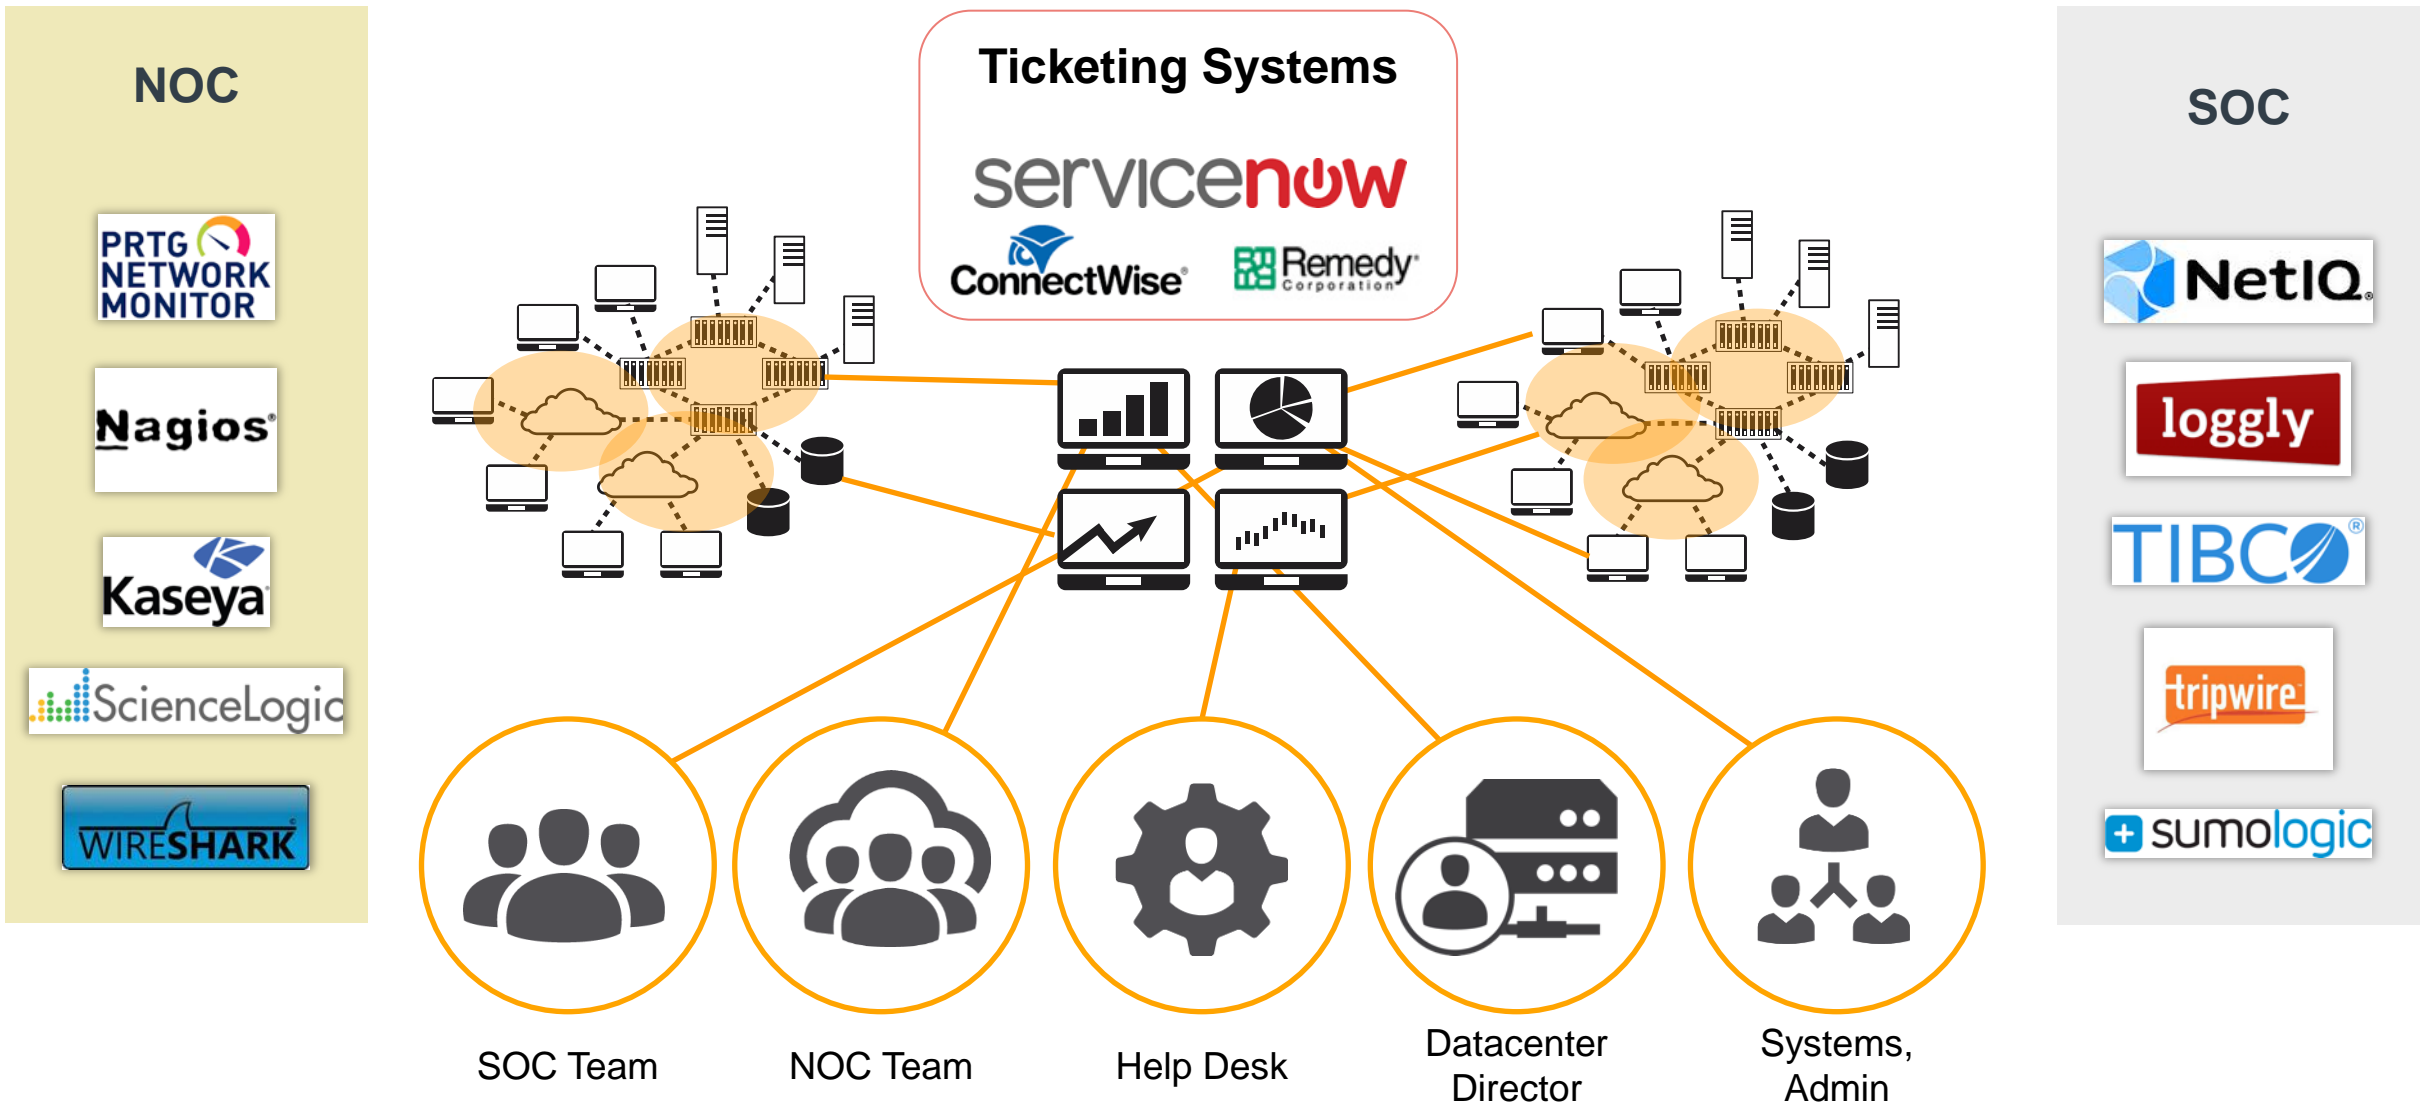 NOC
PRTG
NETWORK
MONITOR
Nagios®
Kaseya
ScienceLogic
WIRESHARK
Ticketing Systems
servicenow
ConnectWise®
Remedy®
Corporation
SOC
NetIQ®
loggly
TIBCO®
tripwire
sumologic
SOC Team
NOC Team
Help Desk
Datacenter
Director
Systems,
Admin